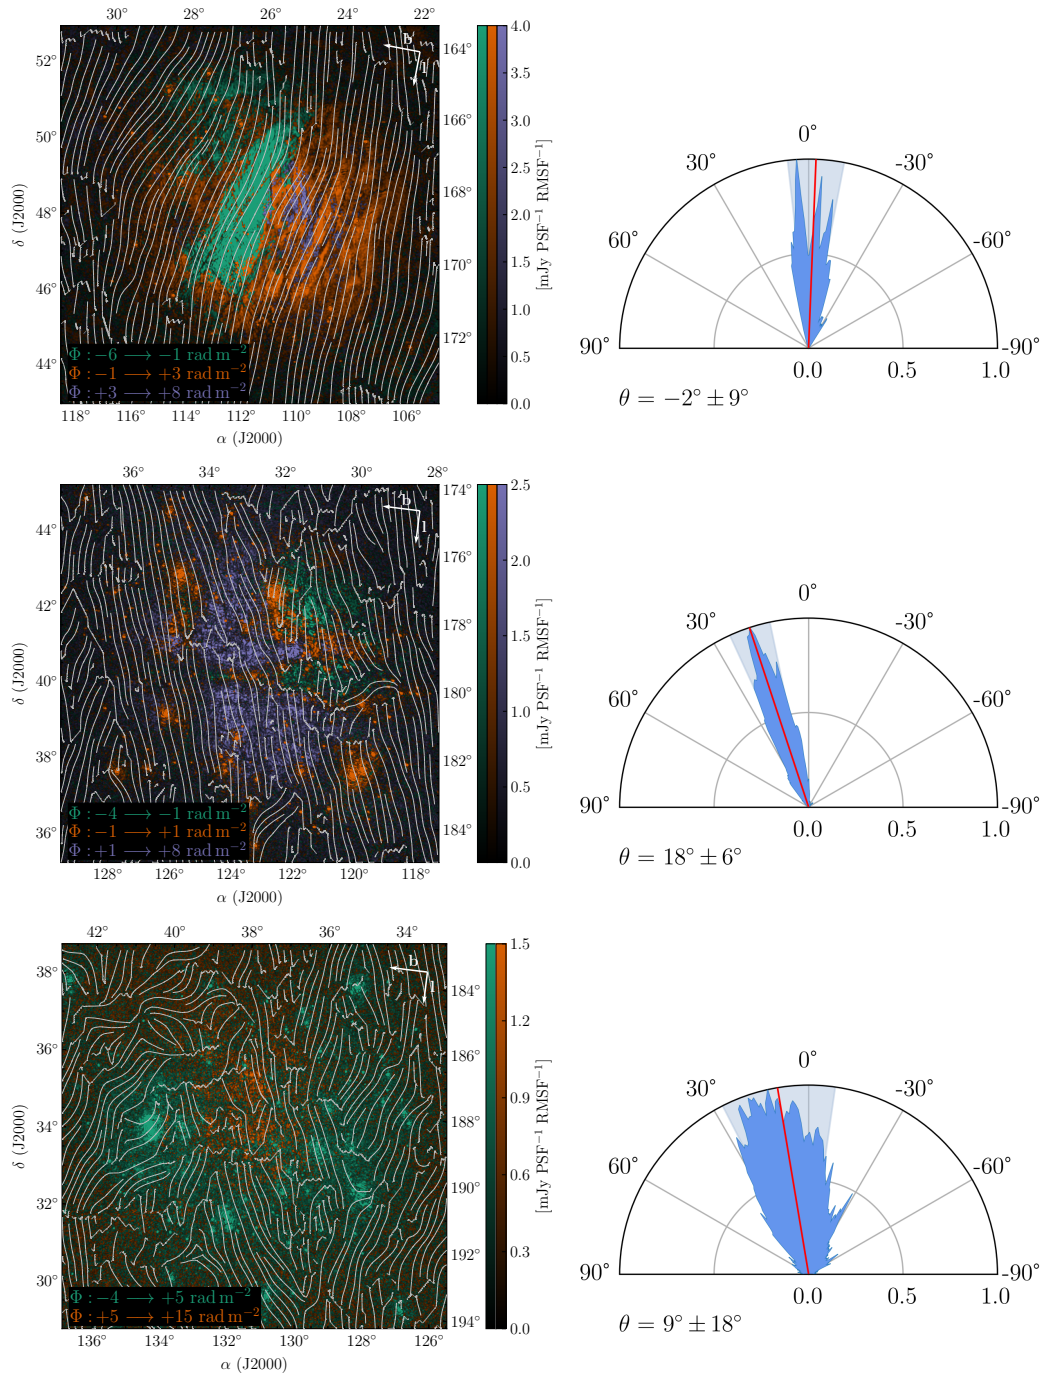 30° 28° 26° 24° 22°
52° 50° 48° 46° 44°
δ (J2000)
b
l
164° 166° 168° 170° 172°
Φ : −6 ⟶ −1 rad m⁻²
Φ : −1 ⟶ +3 rad m⁻²
Φ : +3 ⟶ +8 rad m⁻²
118° 116° 114° 112° 110° 108° 106°
α (J2000)
4.0 3.5 3.0 2.5 2.0 1.5 1.0 0.5 0.0
[mJy PSF⁻¹ RMSF⁻¹]
0°
30° -30°
60° -60°
90° -90°
0.0 0.5 1.0
θ = −2° ± 9°
36° 34° 32° 30° 28°
44° 42° 40° 38° 36°
δ (J2000)
b
l
174° 176° 178° 180° 182° 184°
Φ : −4 ⟶ −1 rad m⁻²
Φ : −1 ⟶ +1 rad m⁻²
Φ : +1 ⟶ +8 rad m⁻²
128° 126° 124° 122° 120° 118°
α (J2000)
2.5 2.0 1.5 1.0 0.5 0.0
[mJy PSF⁻¹ RMSF⁻¹]
0°
30° -30°
60° -60°
90° -90°
0.0 0.5 1.0
θ = 18° ± 6°
42° 40° 38° 36° 34°
38° 36° 34° 32° 30°
δ (J2000)
b
l
184° 186° 188° 190° 192° 194°
Φ : −4 ⟶ +5 rad m⁻²
Φ : +5 ⟶ +15 rad m⁻²
136° 134° 132° 130° 128° 126°
α (J2000)
1.5 1.2 0.9 0.6 0.3 0.0
[mJy PSF⁻¹ RMSF⁻¹]
0°
30° -30°
60° -60°
90° -90°
0.0 0.5 1.0
θ = 9° ± 18°